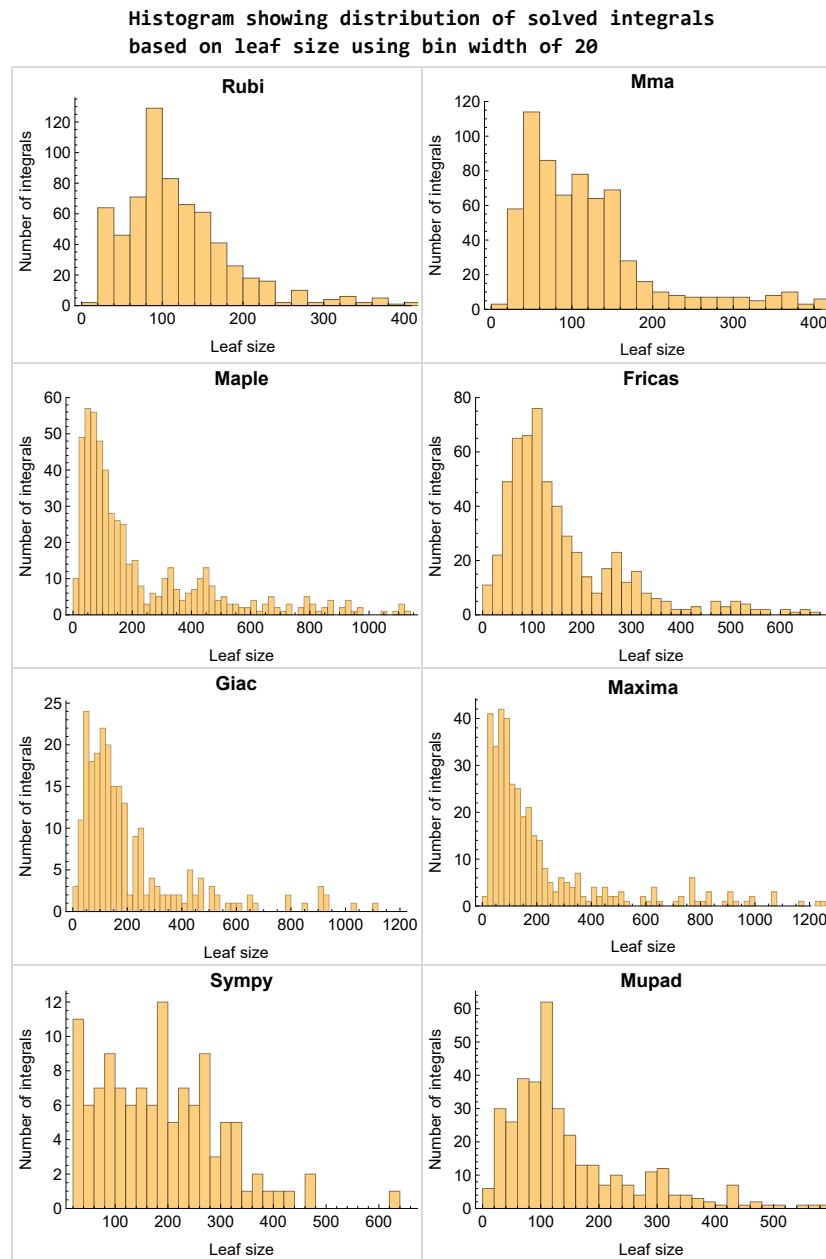 Histogram showing distribution of solved integrals
based on leaf size using bin width of 20
Rubi
Number of integrals
120
100
80
60
40
20
0
0 100 200 300 400
Leaf size
Mma
Number of integrals
120
100
80
60
40
20
0
0 100 200 300 400
Leaf size
Maple
Number of integrals
60
50
40
30
20
10
0
0 200 400 600 800 1000
Leaf size
Fricas
Number of integrals
80
60
40
20
0
0 100 200 300 400 500 600
Leaf size
Giac
Number of integrals
25
20
15
10
5
0
0 200 400 600 800 1000 1200
Leaf size
Maxima
Number of integrals
40
30
20
10
0
0 200 400 600 800 1000 1200
Leaf size
Sympy
Number of integrals
12
10
8
6
4
2
0
100 200 300 400 500 600
Leaf size
Mupad
Number of integrals
60
50
40
30
20
10
0
0 100 200 300 400 500
Leaf size